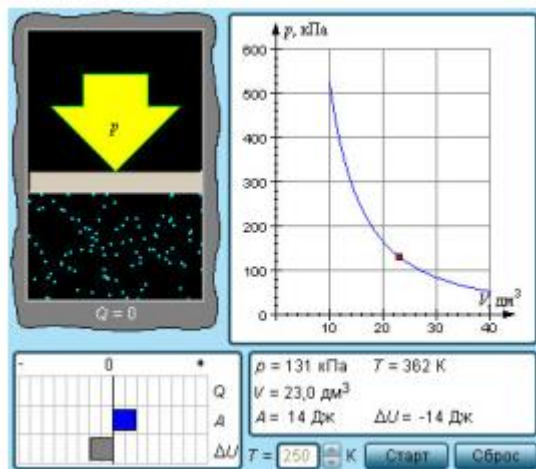 p
Q = 0
p, кПа
600
500
400
300
200
100
0
10
20
30
40
V, дм³
- 0 +
Q
A
ΔU
p = 131 кПа T = 362 К
V = 23,0 дм³
A = 14 Дж ΔU = -14 Дж
T = 250 К Старт Сброс